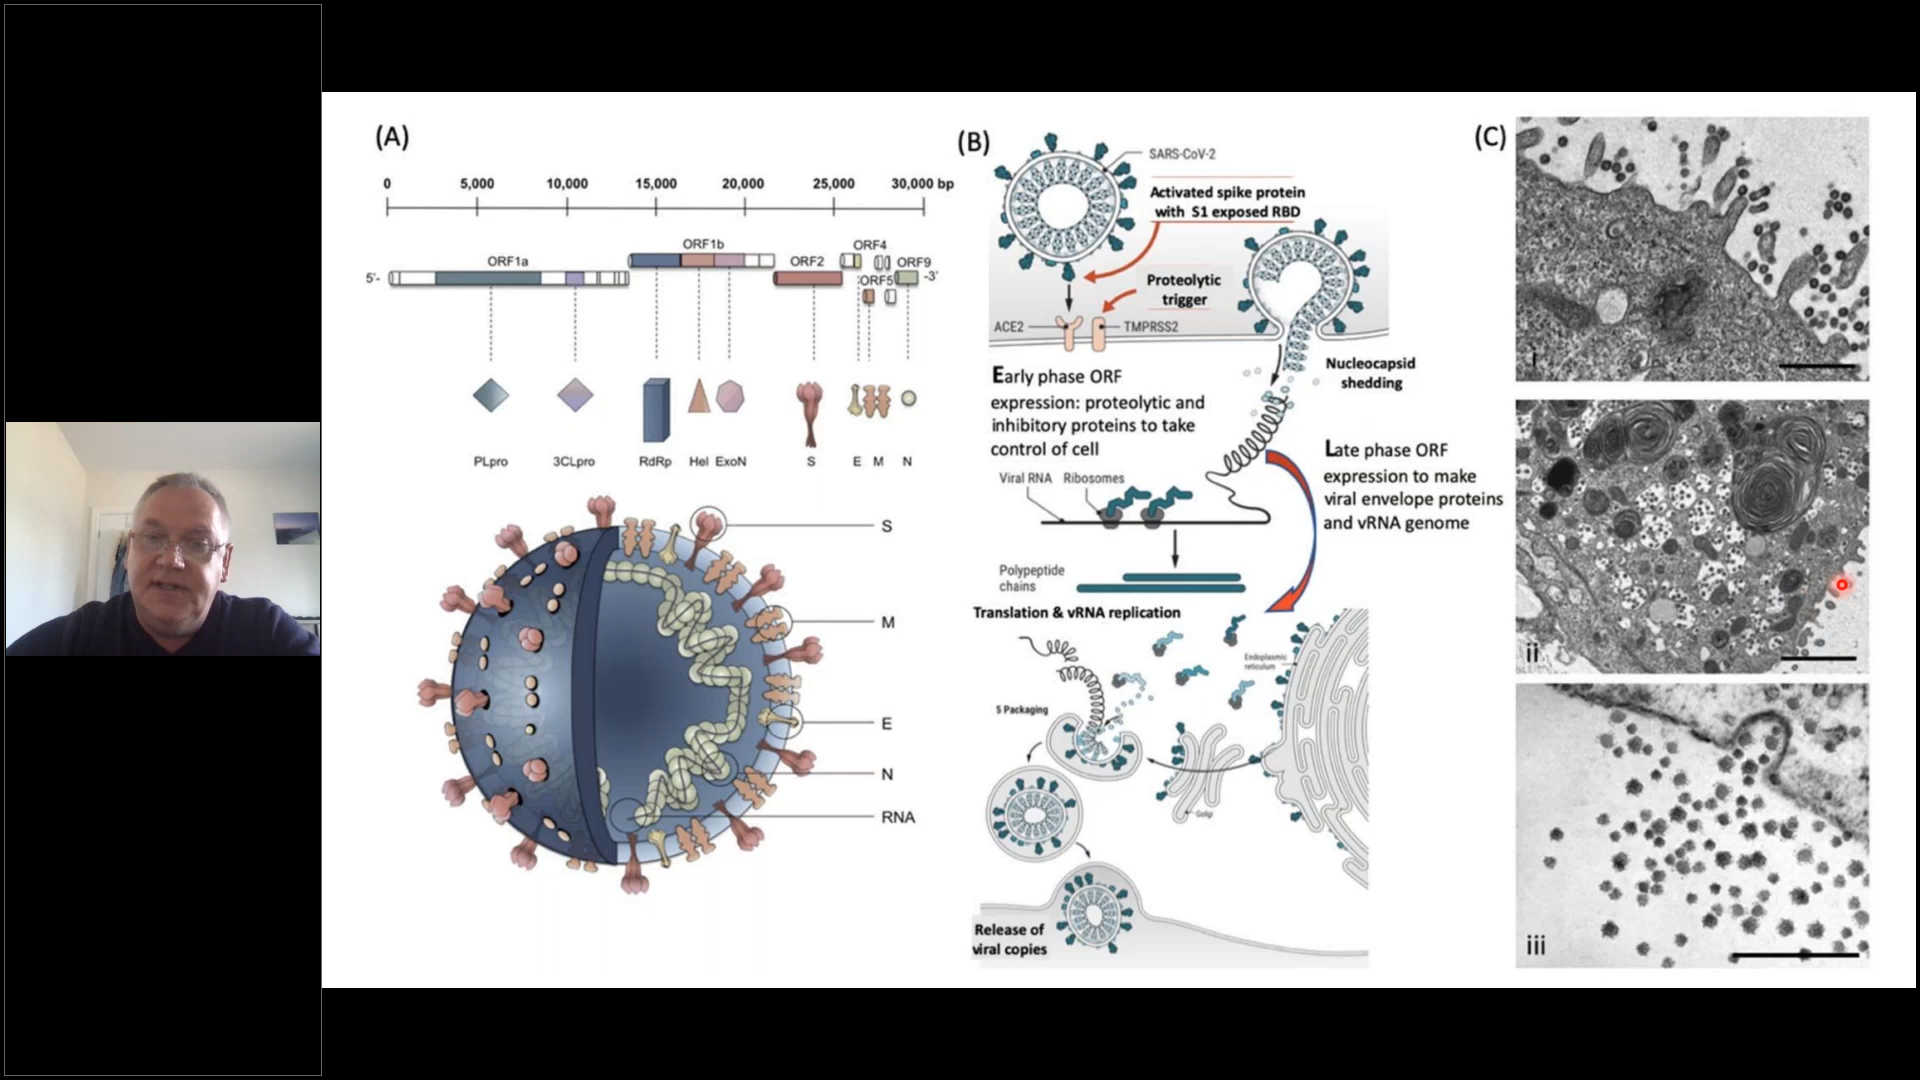 (A)
0 5,000 10,000 15,000 20,000 25,000 30,000 bp
ORF1a
ORF1b
ORF2
ORF4
ORF5
ORF9
5'-
-3'
PLpro 3CLpro RdRp Hel ExoN S E M N
S
M
E
N
RNA
(B)
SARS-CoV-2
Activated spike protein
with S1 exposed RBD
Proteolytic
trigger
ACE2
TMPRSS2
Nucleocapsid
shedding
Early phase ORF
expression: proteolytic and
inhibitory proteins to take
control of cell
Late phase ORF
expression to make
viral envelope proteins
and vRNA genome
Viral RNA Ribosomes
Polypeptide
chains
Translation & vRNA replication
Endoplasmic
reticulum
5 Packaging
Golgi
Release of
viral copies
(C)
i
ii
iii